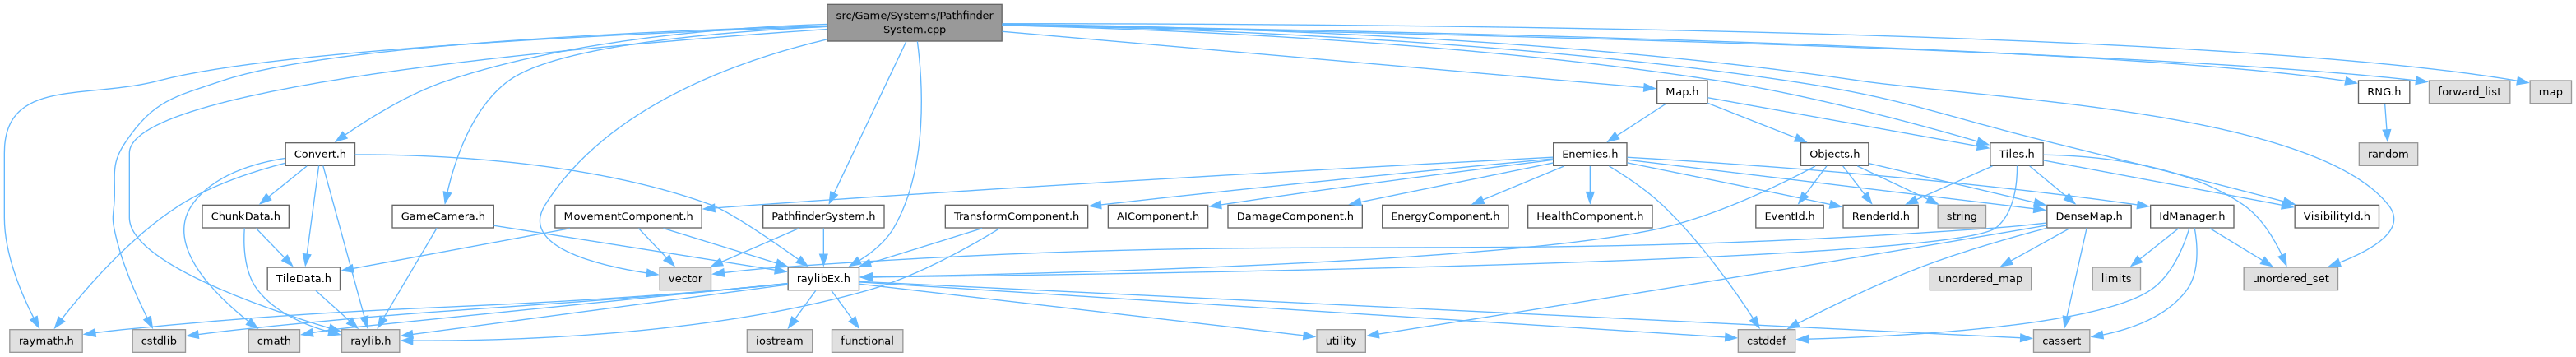 src/Game/Systems/Pathfinder
System.cpp
Map.h
RNG.h
forward_list
map
Convert.h
Enemies.h
Objects.h
Tiles.h
random
ChunkData.h
GameCamera.h
MovementComponent.h
PathfinderSystem.h
TransformComponent.h
AIComponent.h
DamageComponent.h
EnergyComponent.h
HealthComponent.h
EventId.h
RenderId.h
string
DenseMap.h
IdManager.h
VisibilityId.h
TileData.h
vector
raylibEx.h
unordered_map
limits
unordered_set
raymath.h
cstdlib
cmath
raylib.h
iostream
functional
utility
cstddef
cassert